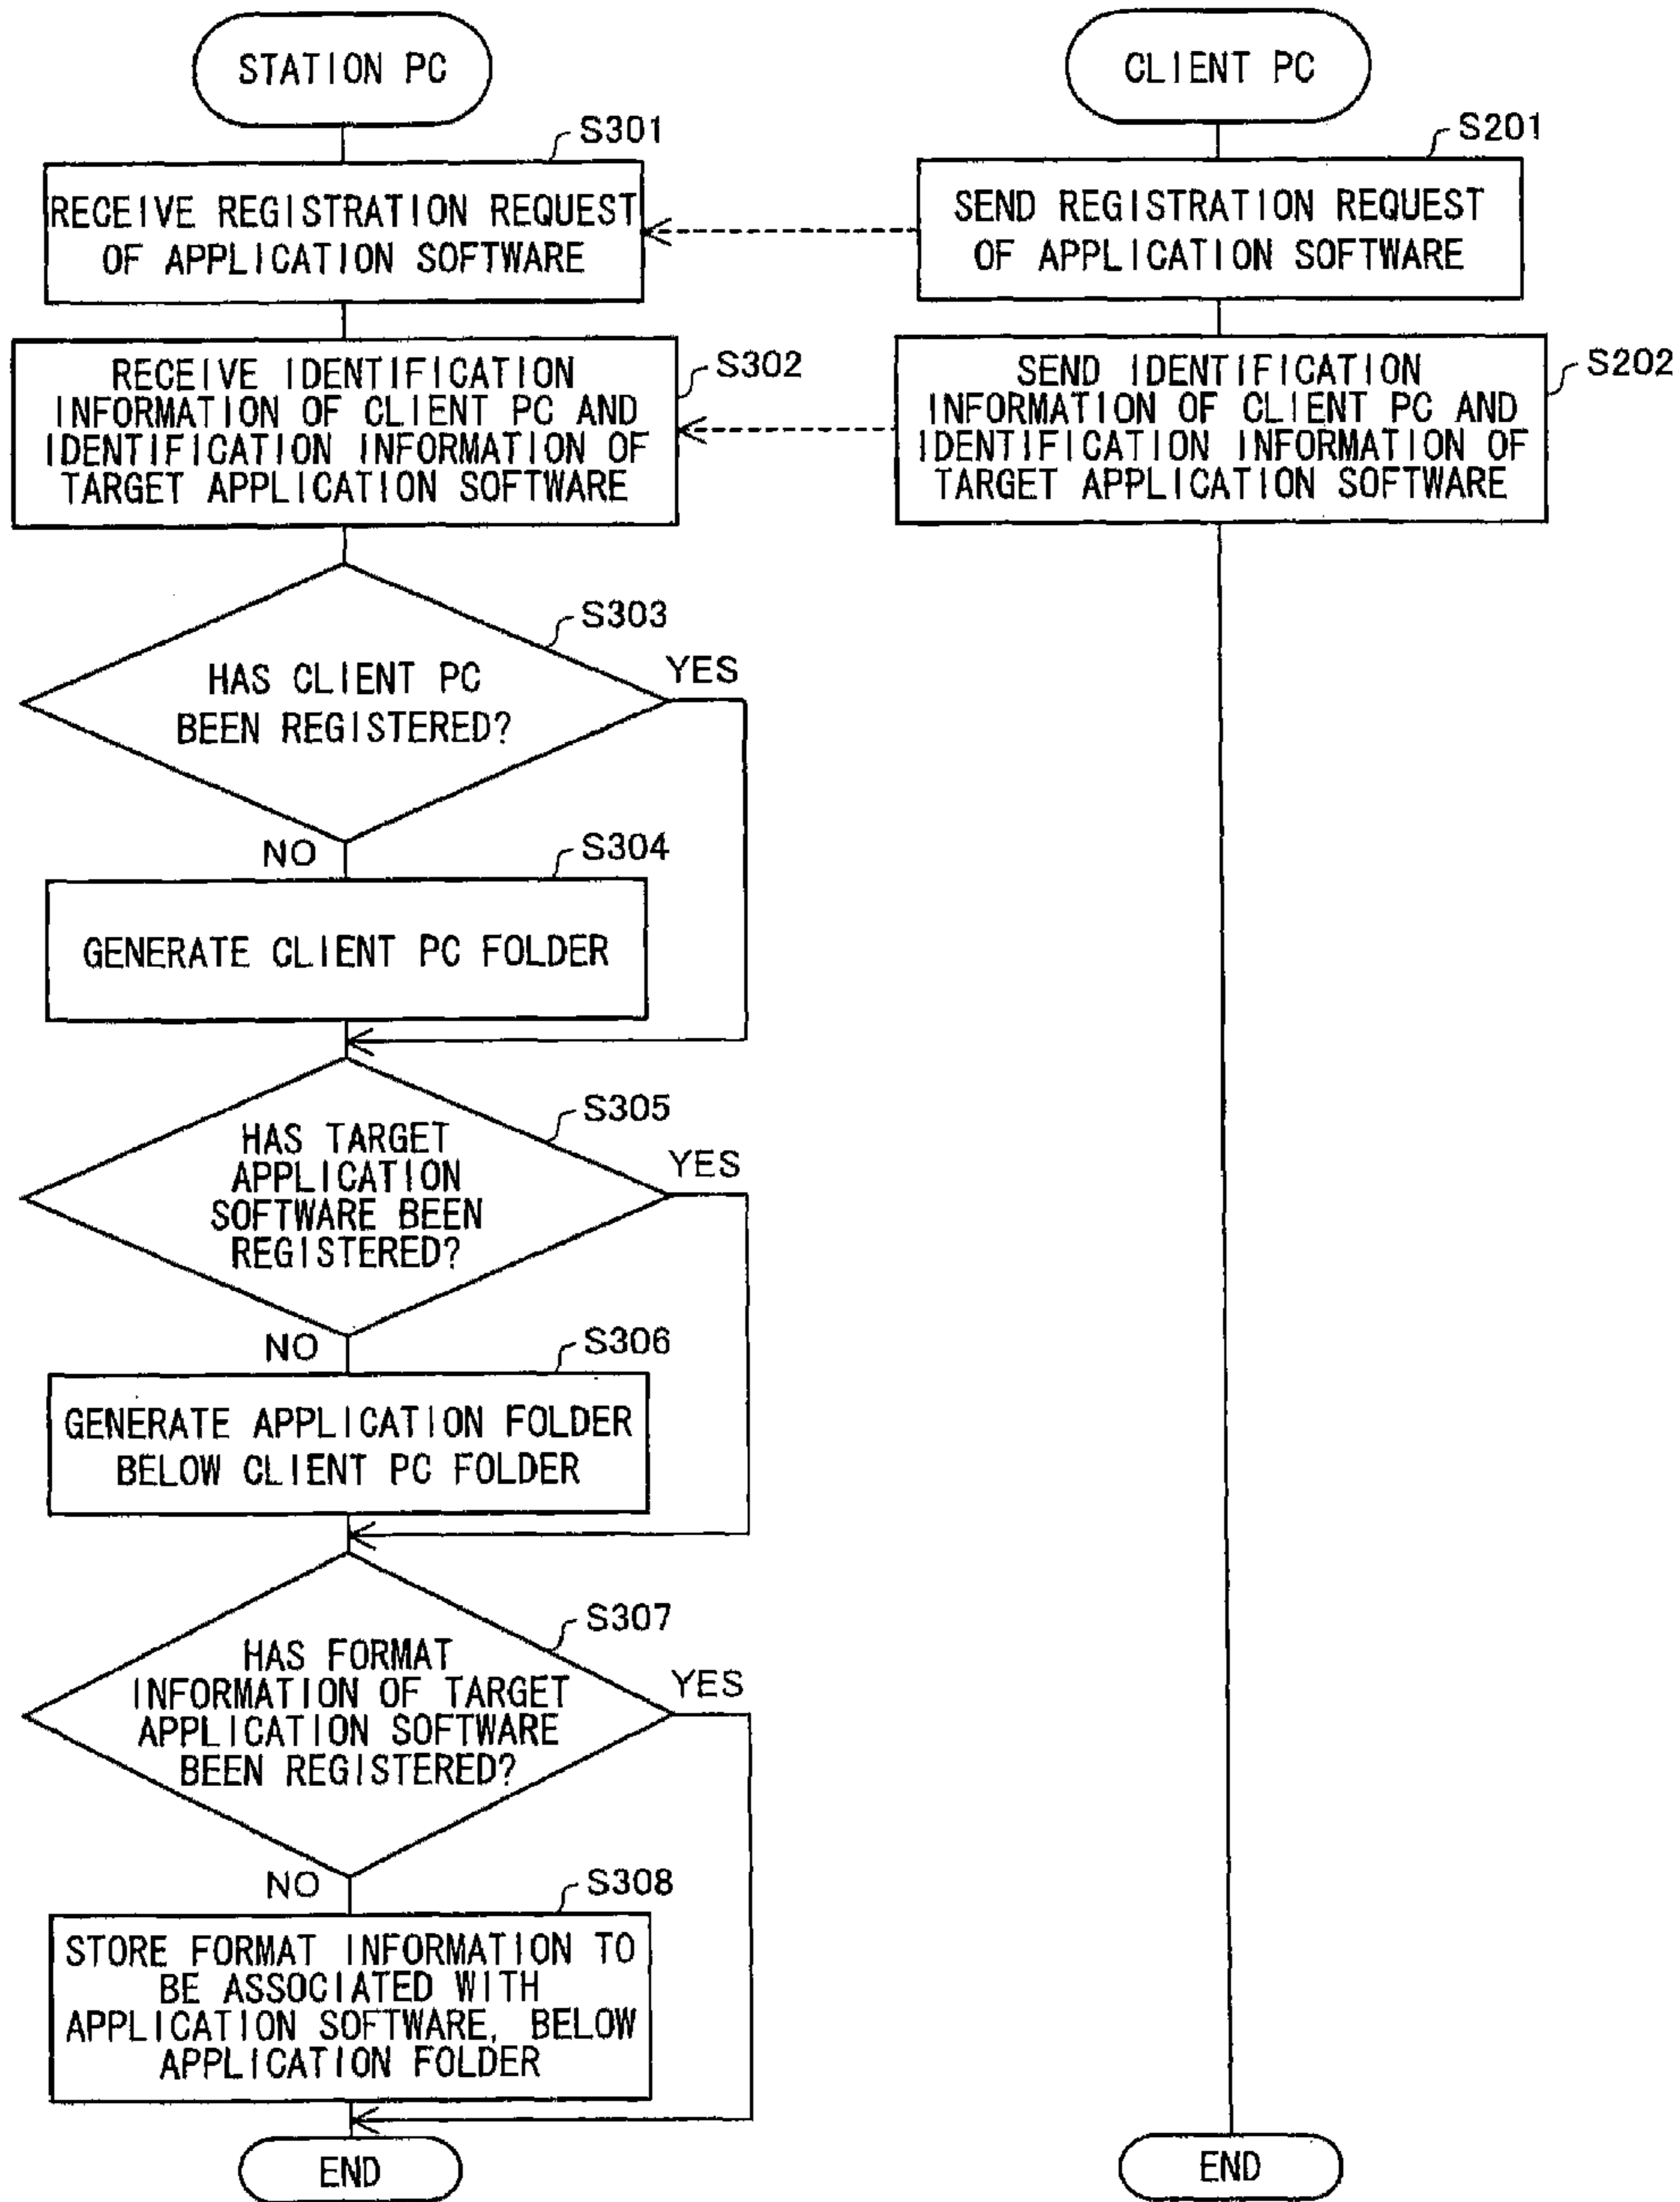 STATION PC
S301
RECEIVE REGISTRATION REQUEST
OF APPLICATION SOFTWARE
S302
RECEIVE IDENTIFICATION
INFORMATION OF CLIENT PC AND
IDENTIFICATION INFORMATION OF
TARGET APPLICATION SOFTWARE
S303
HAS CLIENT PC
BEEN REGISTERED?
YES
NO
S304
GENERATE CLIENT PC FOLDER
S305
HAS TARGET
APPLICATION
SOFTWARE BEEN
REGISTERED?
YES
NO
S306
GENERATE APPLICATION FOLDER
BELOW CLIENT PC FOLDER
S307
HAS FORMAT
INFORMATION OF TARGET
APPLICATION SOFTWARE
BEEN REGISTERED?
YES
NO
S308
STORE FORMAT INFORMATION TO
BE ASSOCIATED WITH
APPLICATION SOFTWARE, BELOW
APPLICATION FOLDER
END
CLIENT PC
S201
SEND REGISTRATION REQUEST
OF APPLICATION SOFTWARE
S202
SEND IDENTIFICATION
INFORMATION OF CLIENT PC AND
IDENTIFICATION INFORMATION OF
TARGET APPLICATION SOFTWARE
END